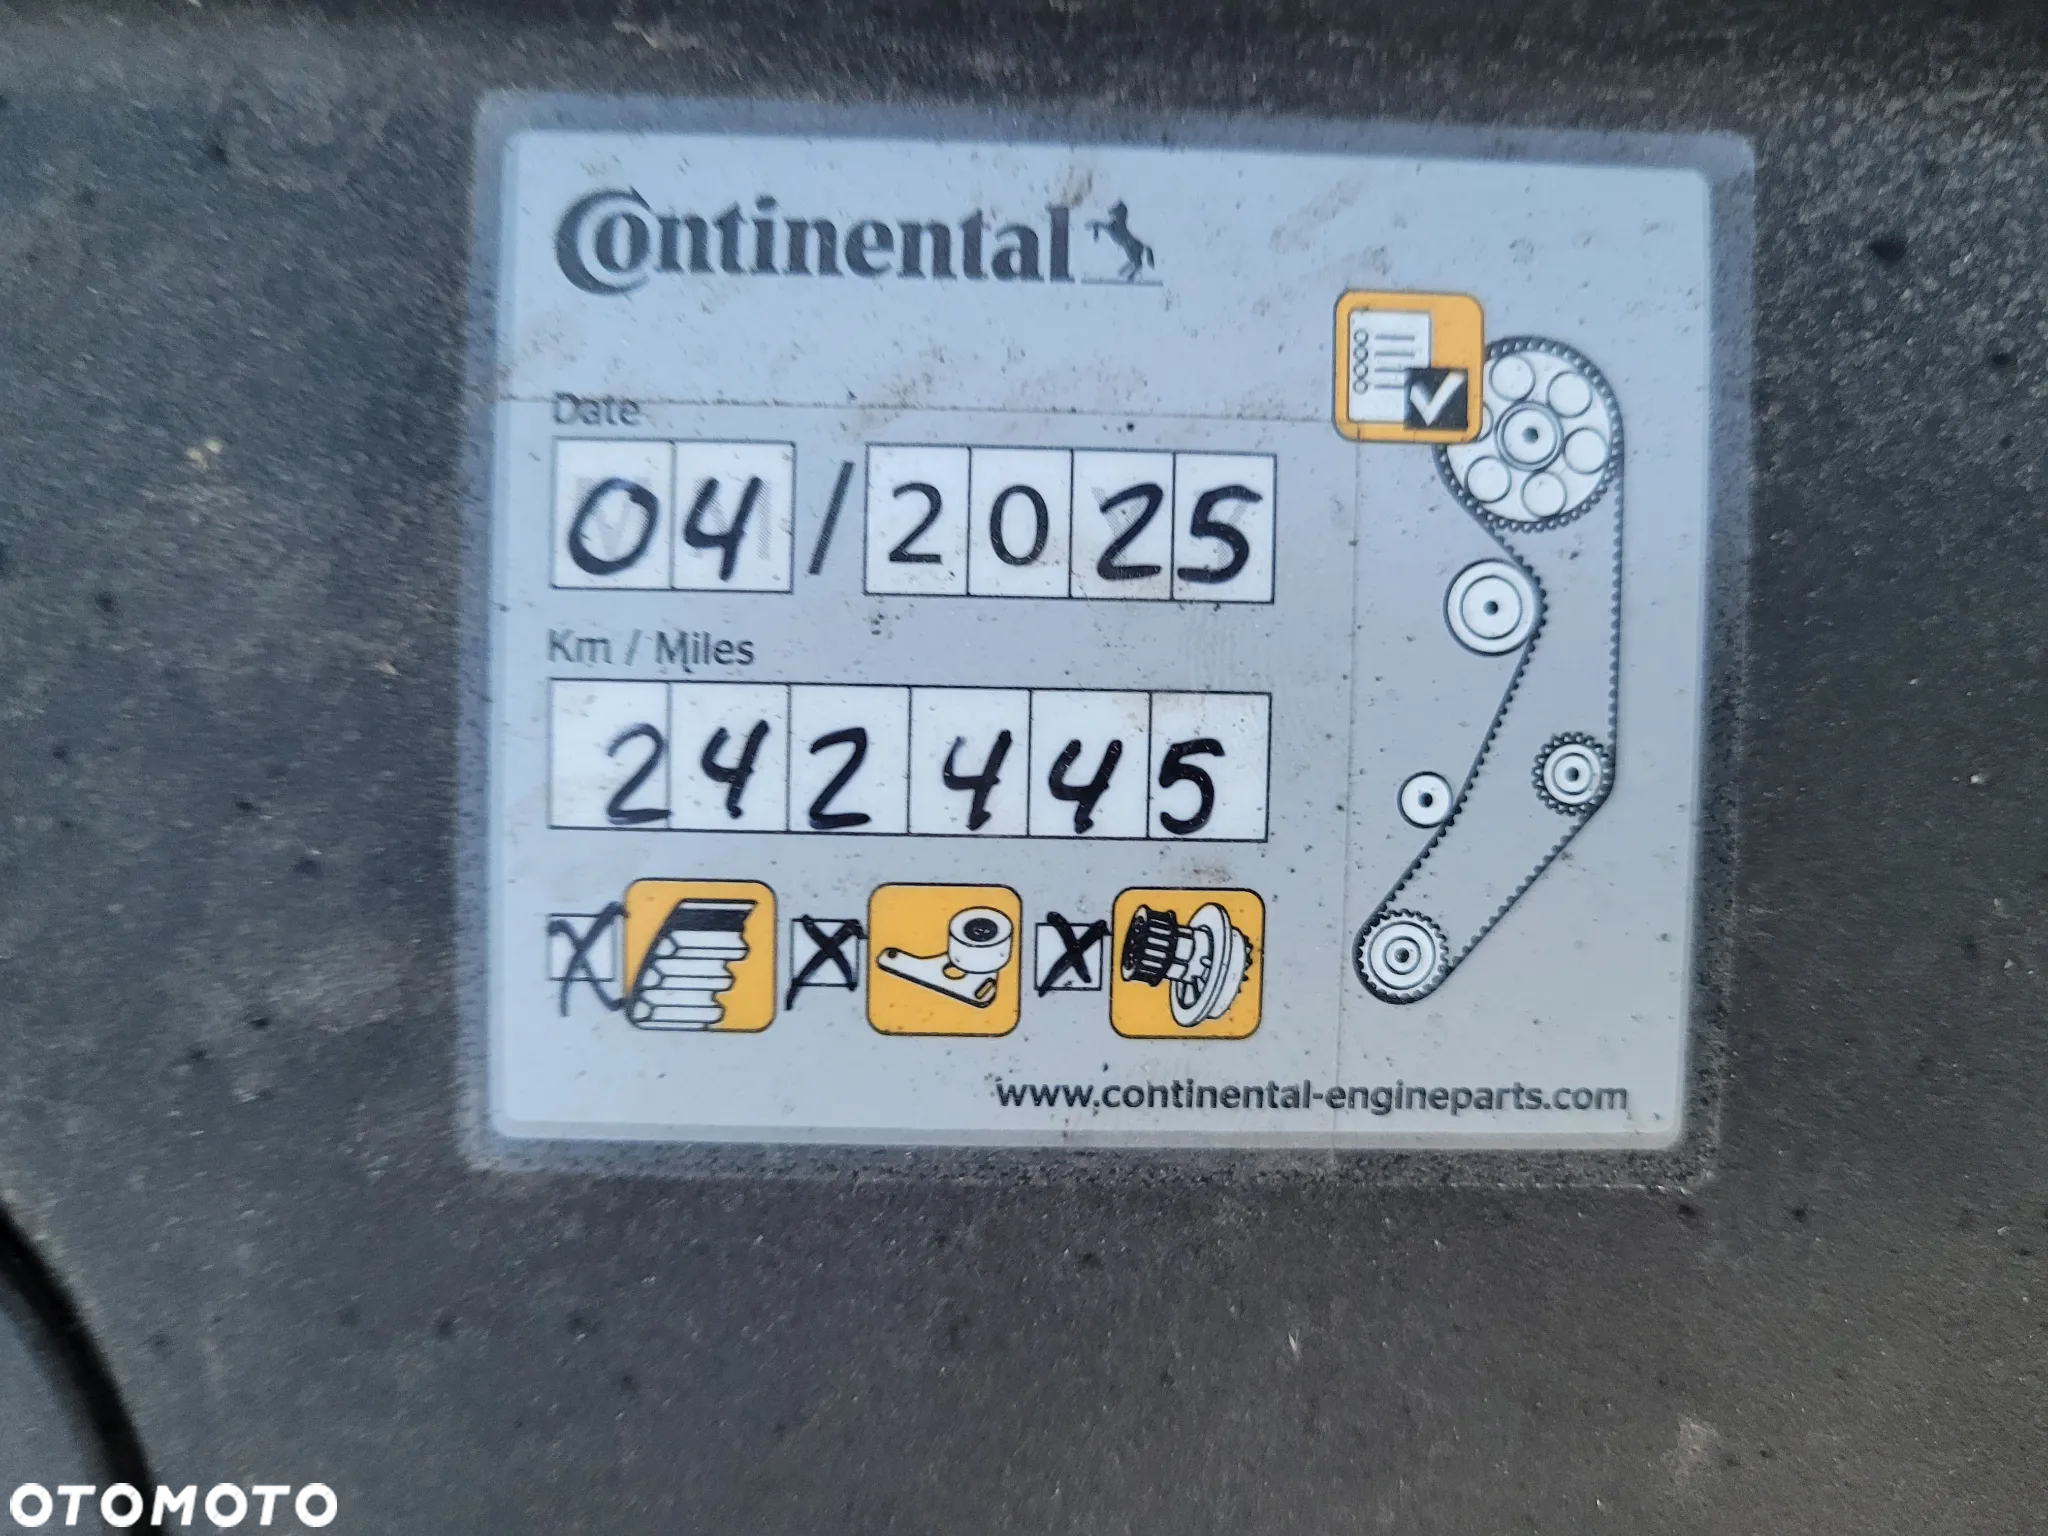 Continental
Date
04/2025
Km / Miles
242445
www.continental-engineparts.com
OTOMOTO